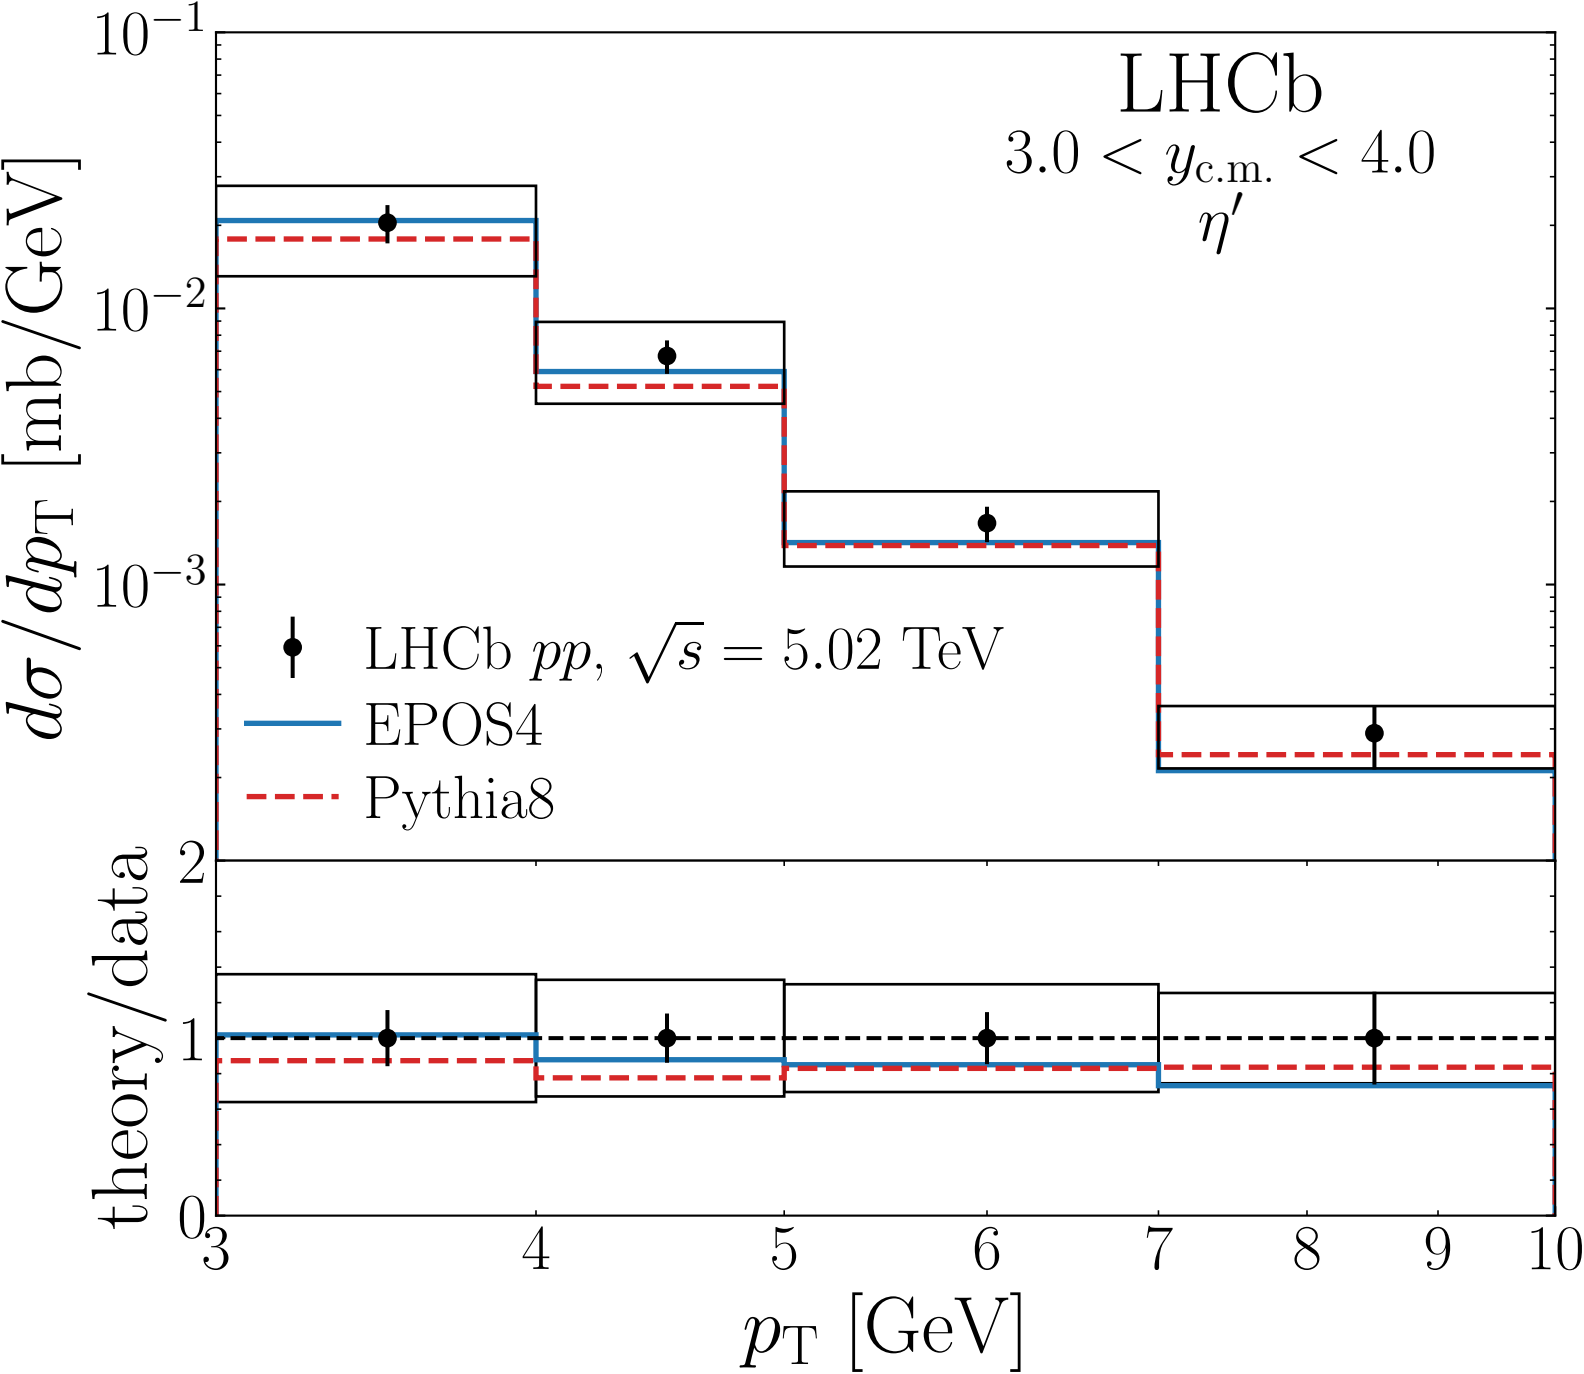 LHCb
3.0 < y_c.m. < 4.0
η′
dσ/dp_T [mb/GeV]
10⁻¹
10⁻²
10⁻³
LHCb pp, √s = 5.02 TeV
EPOS4
Pythia8
theory/data
2
1
0
3 4 5 6 7 8 9 10
p_T [GeV]